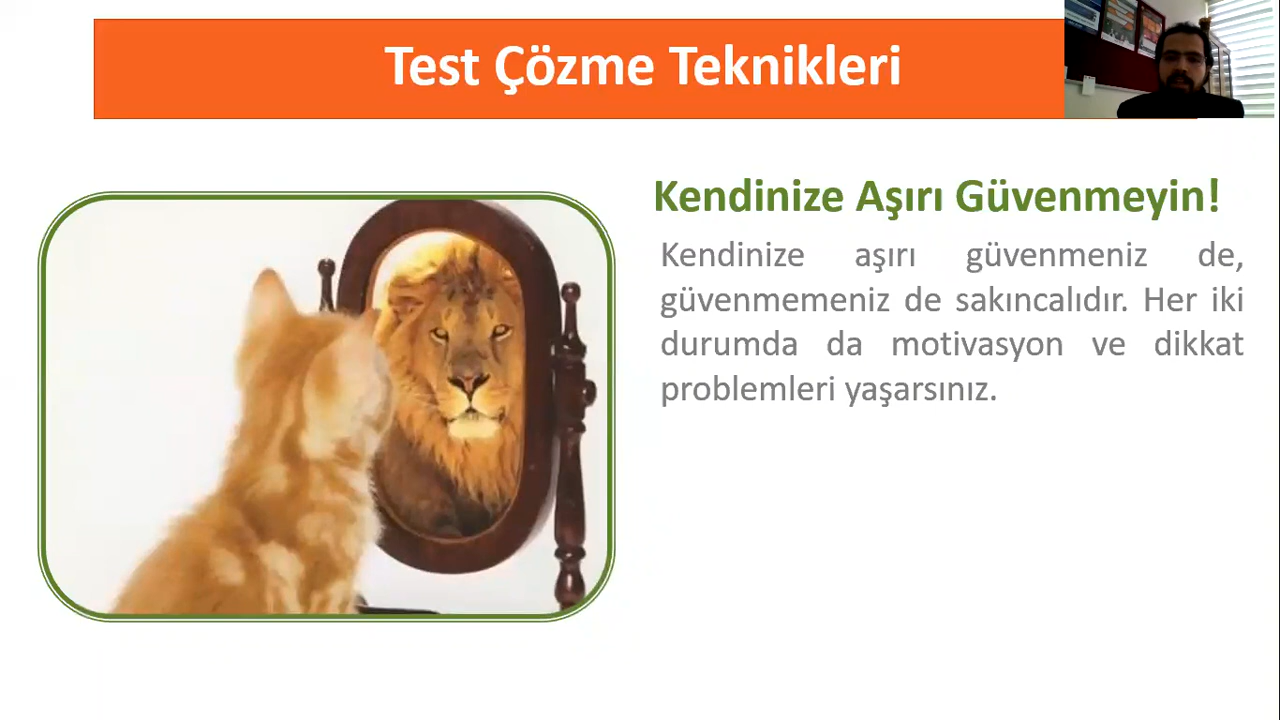 Test Çözme Teknikleri
Kendinize Aşırı Güvenmeyin!
Kendinize aşırı güvenmeniz de,
güvenmemeniz de sakıncalıdır. Her iki
durumda da motivasyon ve dikkat
problemleri yaşarsınız.